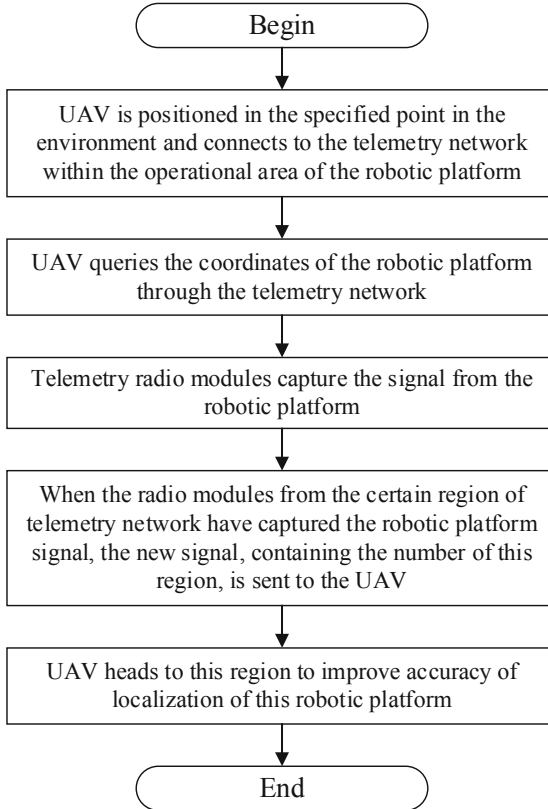 Begin
UAV is positioned in the specified point in the
environment and connects to the telemetry network
within the operational area of the robotic platform
UAV queries the coordinates of the robotic platform
through the telemetry network
Telemetry radio modules capture the signal from the
robotic platform
When the radio modules from the certain region of
telemetry network have captured the robotic platform
signal, the new signal, containing the number of this
region, is sent to the UAV
UAV heads to this region to improve accuracy of
localization of this robotic platform
End